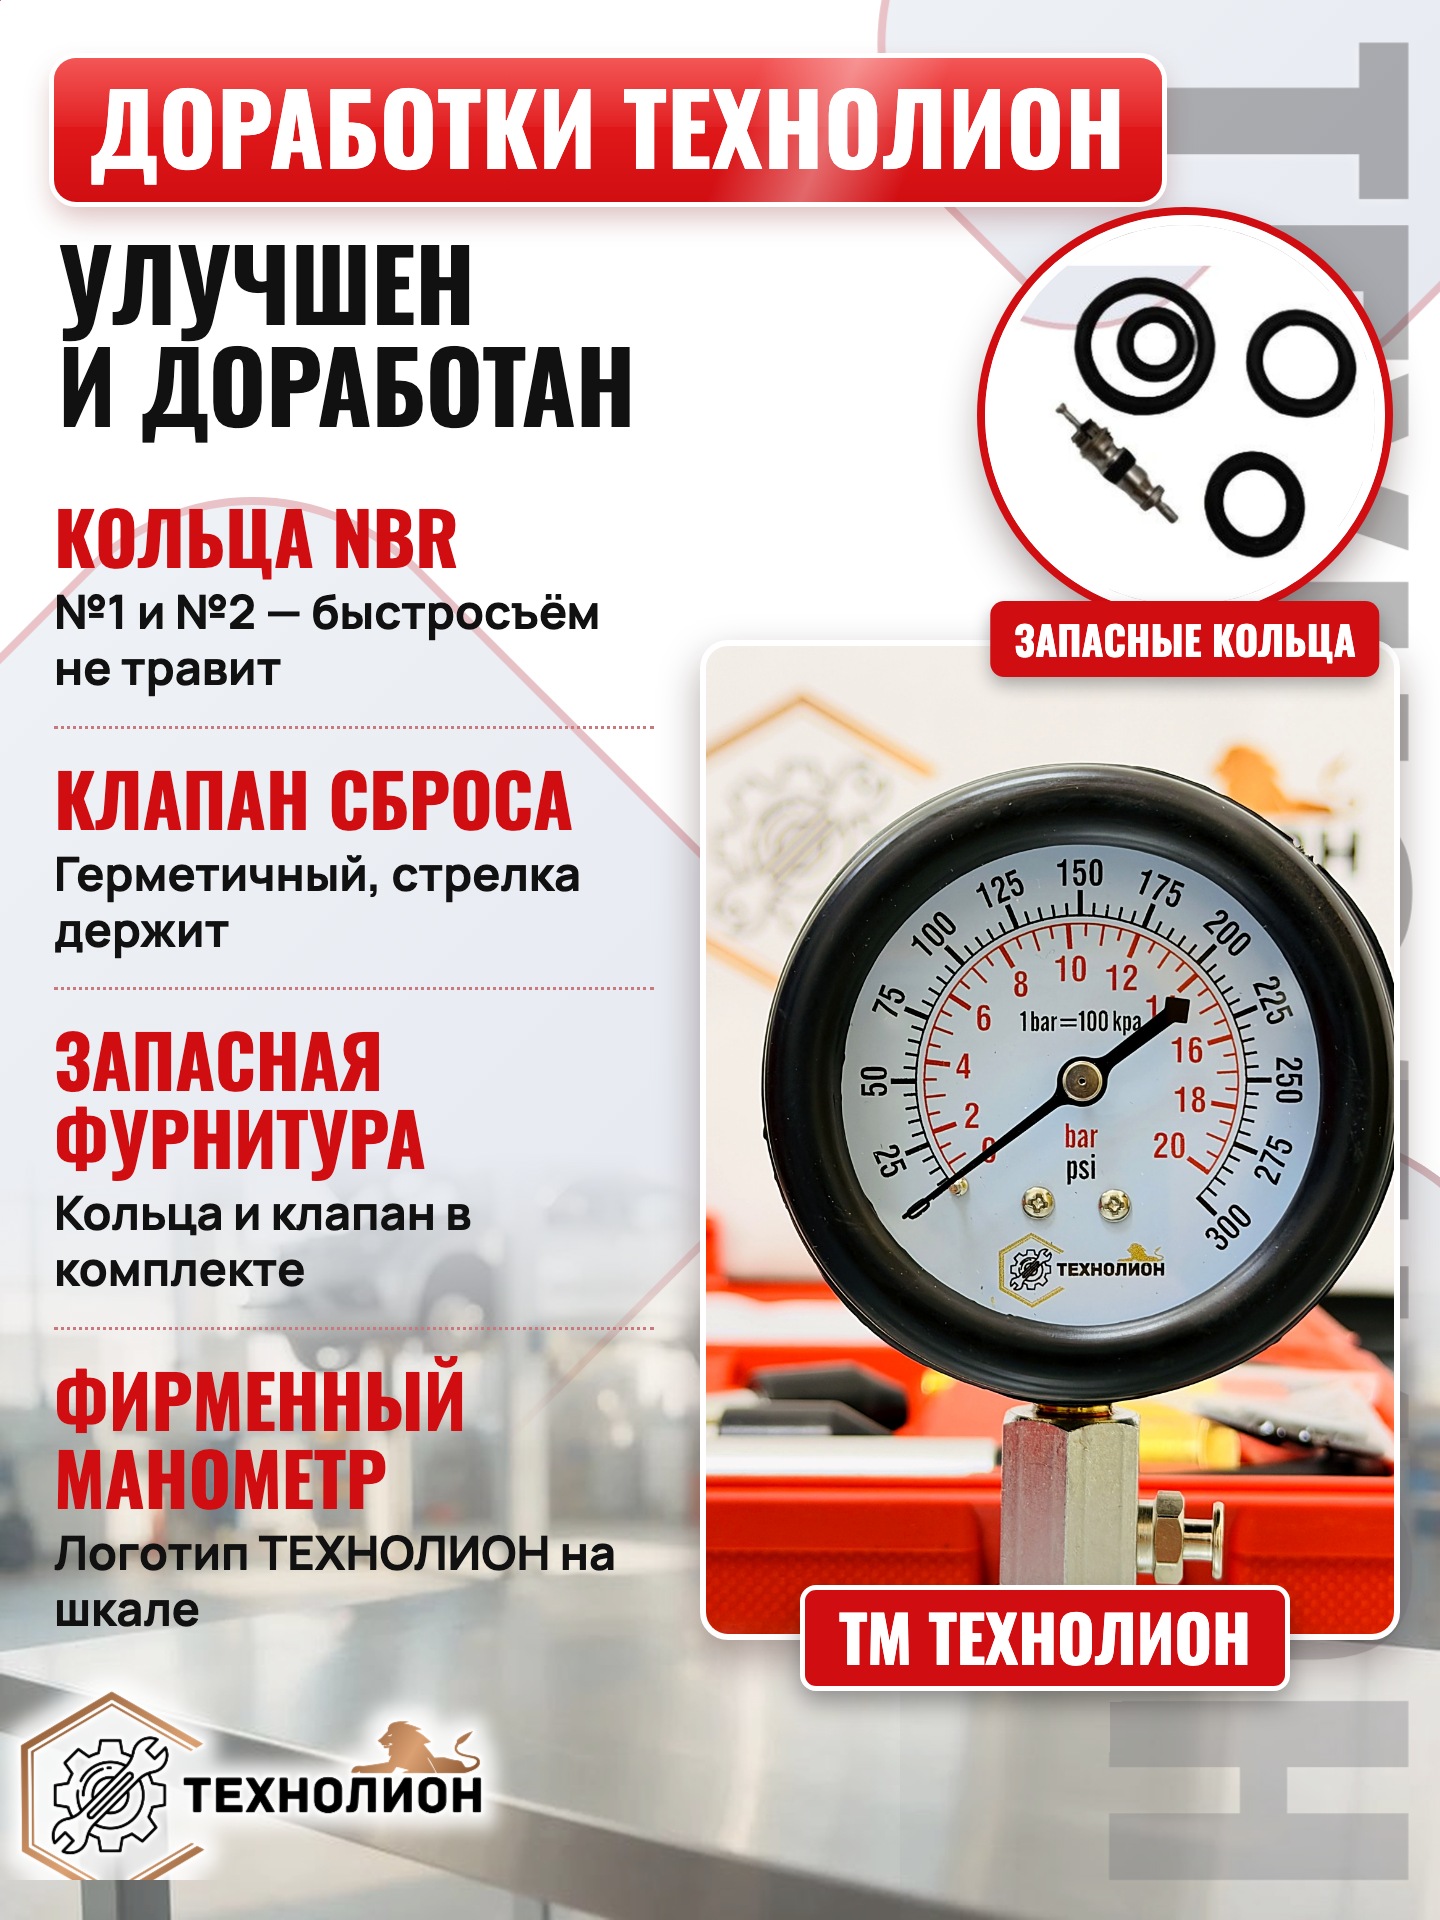 ДОРАБОТКИ ТЕХНОЛИОН
УЛУЧШЕН
И ДОРАБОТАН
КОЛЬЦА NBR
№1 и №2 — быстросъём
не травит
КЛАПАН СБРОСА
Герметичный, стрелка
держит
ЗАПАСНАЯ
ФУРНИТУРА
Кольца и клапан в
комплекте
ФИРМЕННЫЙ
МАНОМЕТР
Логотип ТЕХНОЛИОН на
шкале
ТЕХНОЛИОН
ЗАПАСНЫЕ КОЛЬЦА
25 50 75 100 125 150 175 200 225 250 275 300
0 2 4 6 8 10 12 16 18 20
1 bar=100 kpa
bar
psi
ТЕХНОЛИОН
ТМ ТЕХНОЛИОН